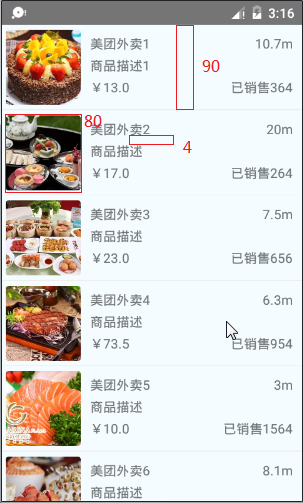 3:16
美团外卖1 10.7m
90
商品描述1
￥13.0 已销售364
80
美团外卖2 20m
商品描述 4
￥17.0 已销售264
美团外卖3 7.5m
商品描述
￥23.0 已销售656
美团外卖4 6.3m
商品描述
￥73.5 已销售954
美团外卖5 3m
商品描述
￥10.0 已销售1564
美团外卖6 8.1m